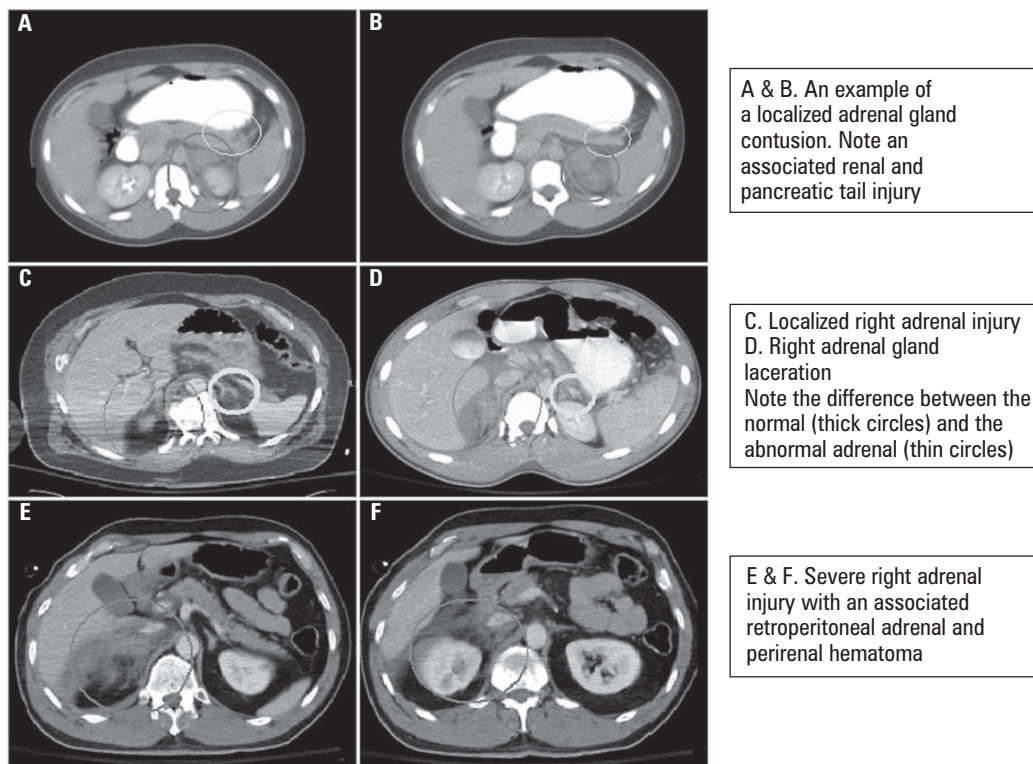 A
B
A & B. An example of
a localized adrenal gland
contusion. Note an
associated renal and
pancreatic tail injury
C
D
C. Localized right adrenal injury
D. Right adrenal gland
laceration
Note the difference between the
normal (thick circles) and the
abnormal adrenal (thin circles)
E
F
E & F. Severe right adrenal
injury with an associated
retroperitoneal adrenal and
perirenal hematoma